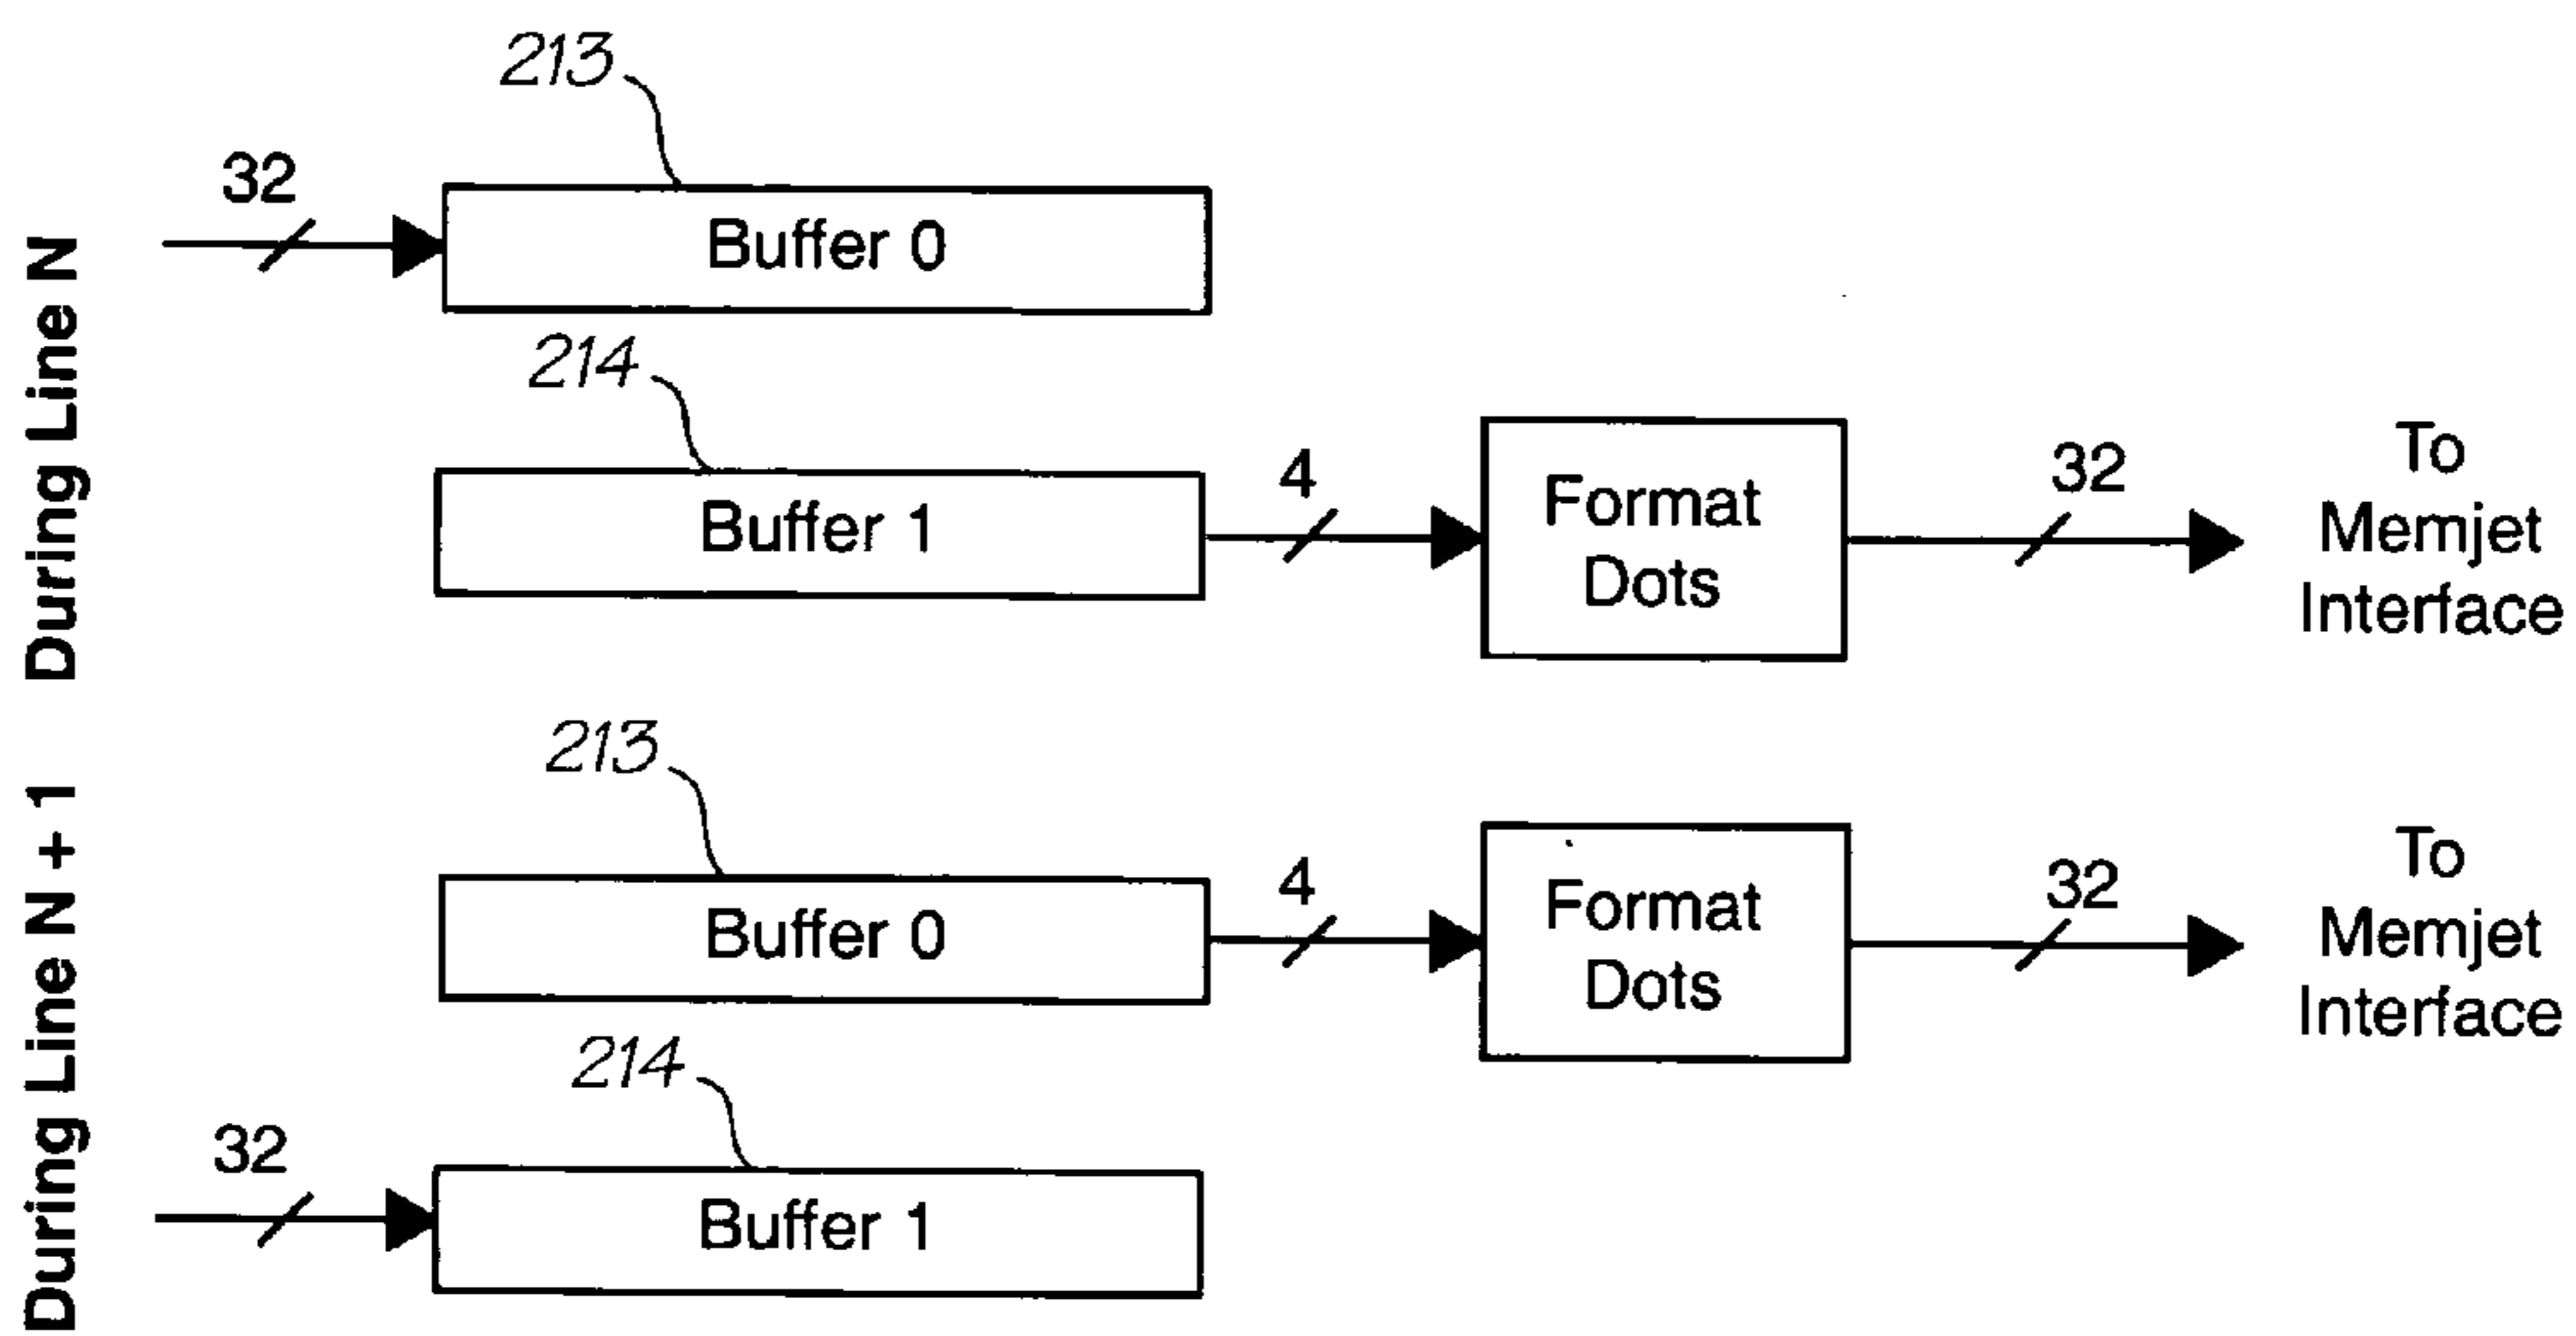 During Line N
213
32
Buffer 0
214
Buffer 1
4
Format
Dots
32
To
Memjet
Interface
During Line N + 1
213
Buffer 0
4
Format
Dots
32
To
Memjet
Interface
214
32
Buffer 1